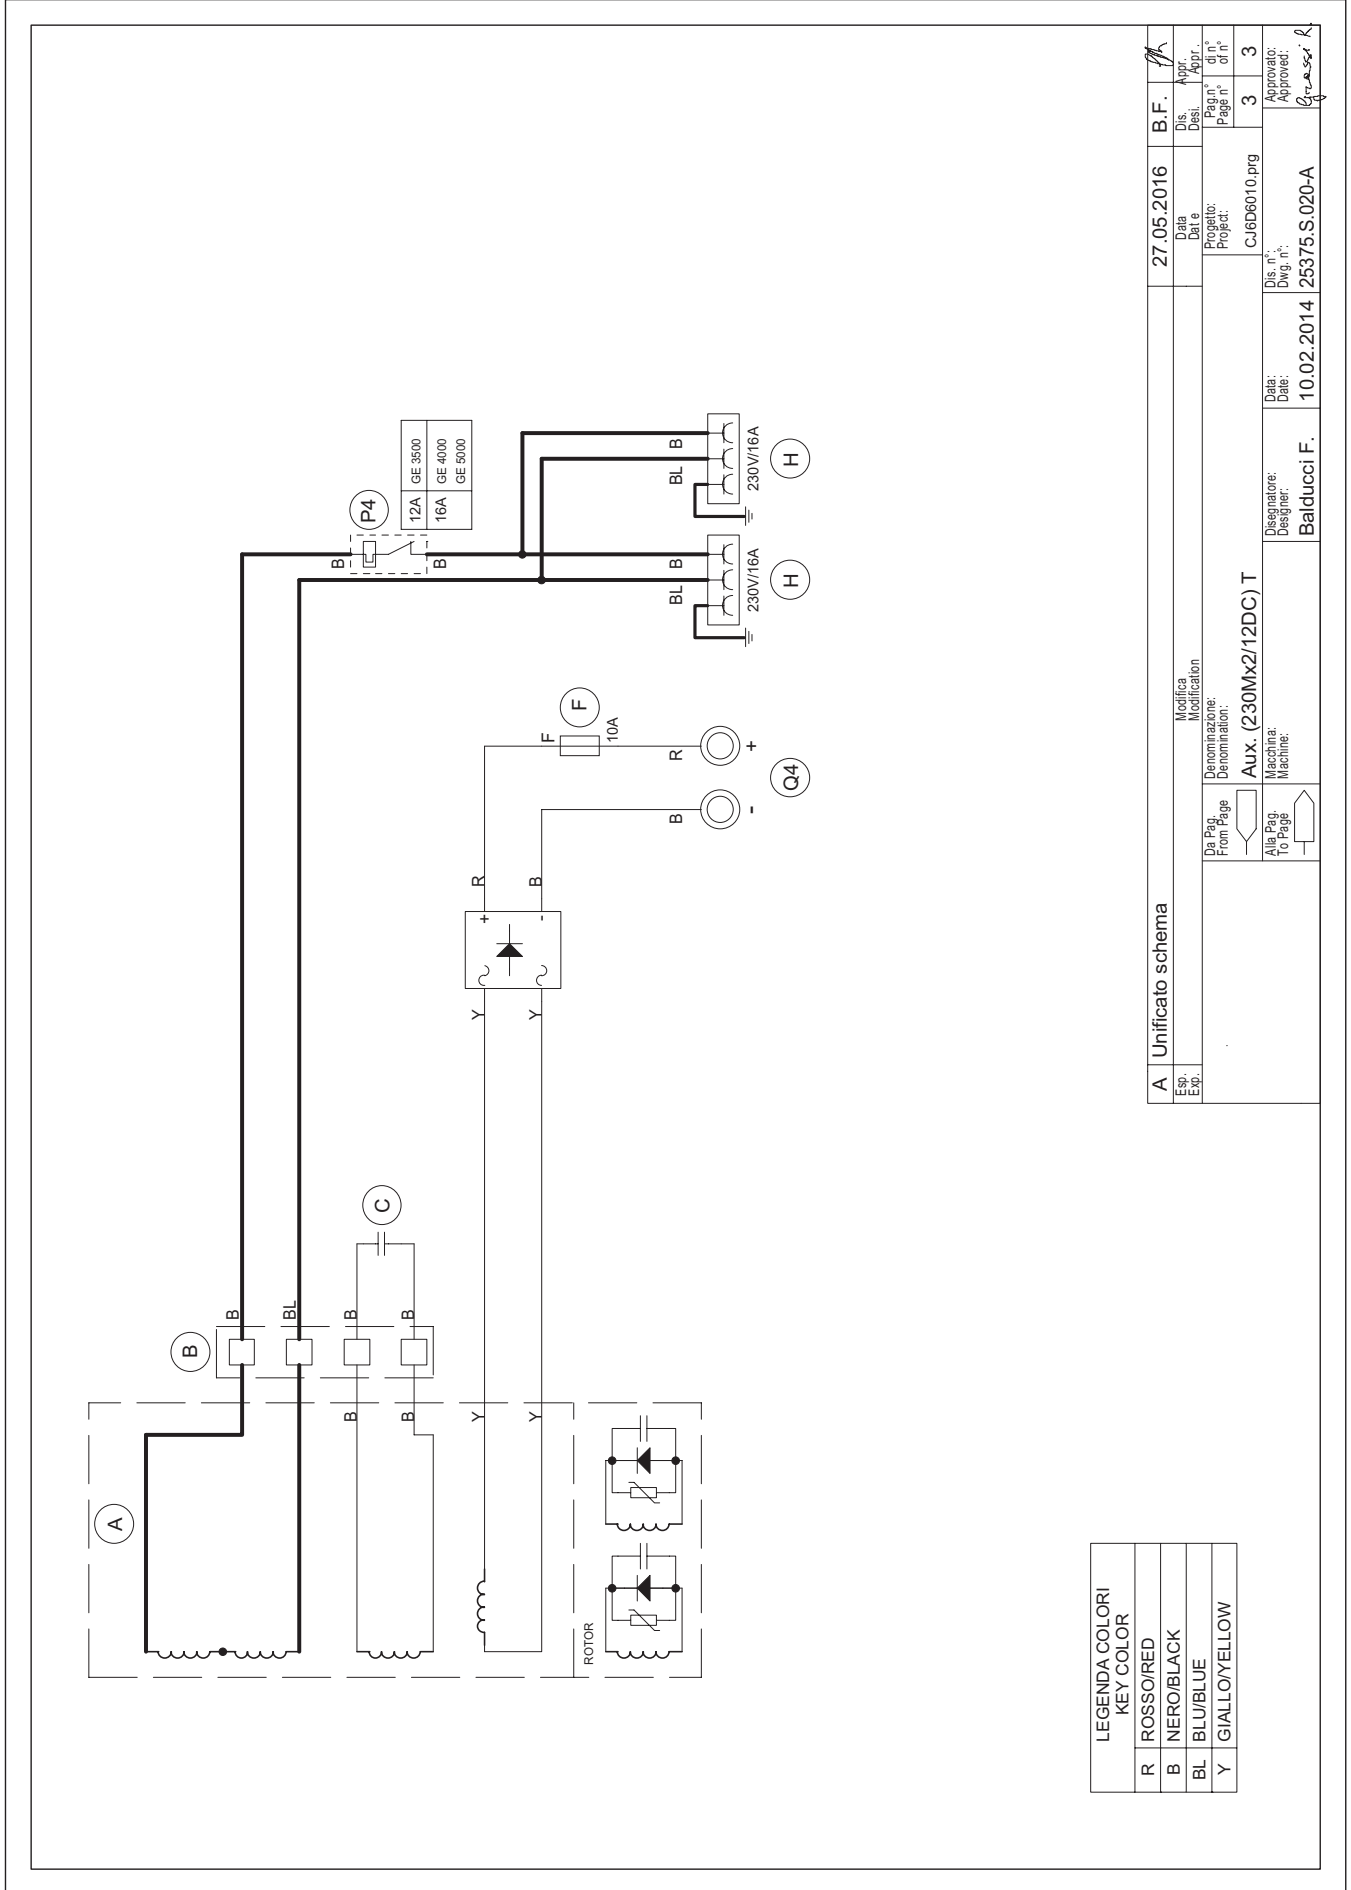 A
B
B
BL
B
B
B
B
Y
Y
C
ROTOR
Y
Y
+
-
R
B
F
F
10A
R
B
+
-
Q4
P4
B
B
12A GE 3500
16A GE 4000
GE 5000
BL
B
230V/16A
H
BL
B
230V/16A
H
LEGENDA COLORI
KEY COLOR
R ROSSO/RED
B NERO/BLACK
BL BLU/BLUE
Y GIALLO/YELLOW
A Unificato schema 27.05.2016 B.F.
Esp. Modifica Data Dis. Appr.
Exp. Modification Dat e Desi. Appr .
Da Pag.
From Page
Denominazione:
Denomination:
Aux. (230Mx2/12DC) T
Progetto:
Project:
CJ6D6010.prg
Pag.n°
Page n°
3
di n°
of n°
3
Alla Pag.
To Page
Macchina:
Machine:
Disegnatore:
Designer:
Balducci F.
Data:
Date:
10.02.2014
Dis. n°:
Dwg. n°:
25375.S.020-A
Approvato:
Approved: